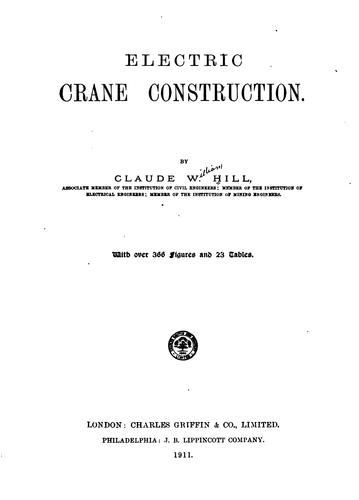 ELECTRIC
CRANE CONSTRUCTION.
BY
CLAUDE W. illiam HILL,
ASSOCIATE MEMBER OF THE INSTITUTION OF CIVIL ENGINEERS; MEMBER OF THE INSTITUTION OF
ELECTRICAL ENGINEERS; MEMBER OF THE INSTITUTION OF MINING ENGINEERS.
With over 366 Figures and 23 Tables.
LONDON: CHARLES GRIFFIN & CO., LIMITED.
PHILADELPHIA: J. B. LIPPINCOTT COMPANY.
1911.